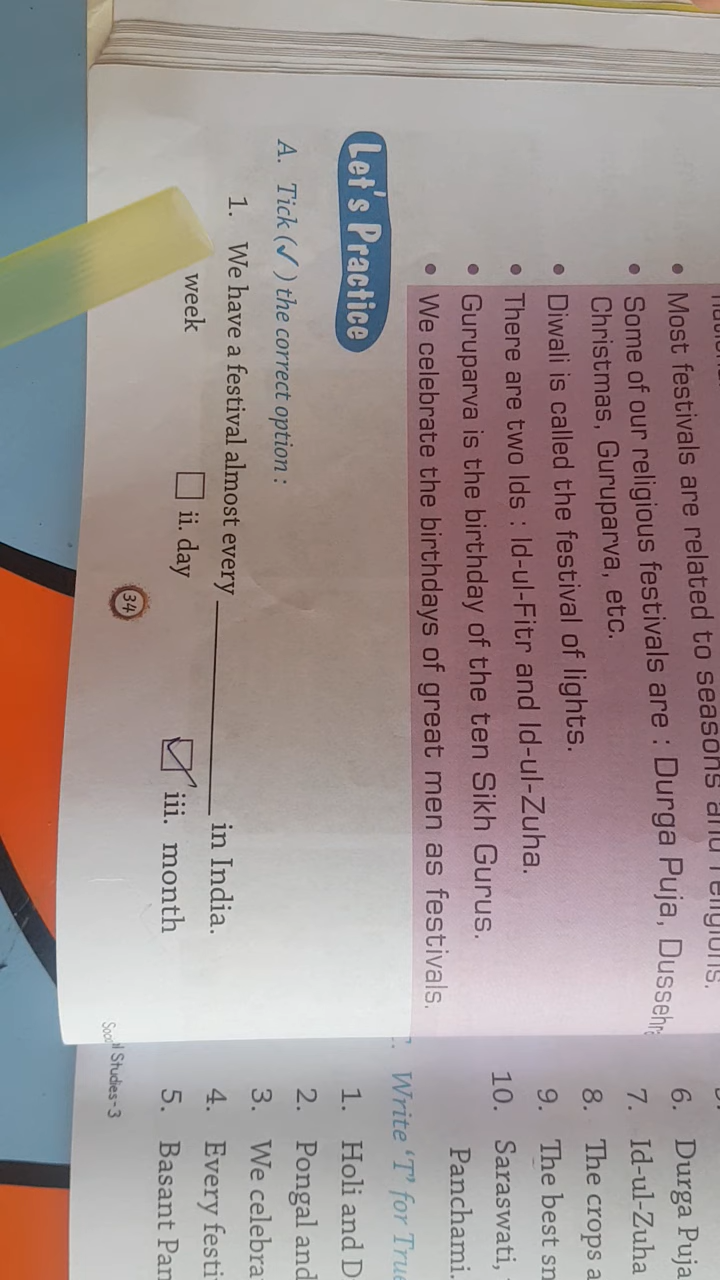 Most festivals are related to seasons and religions.
• Some of our religious festivals are : Durga Puja, Dussehra
Christmas, Guruparva, etc.
• Diwali is called the festival of lights.
• There are two Ids : Id-ul-Fitr and Id-ul-Zuha.
• Guruparva is the birthday of the ten Sikh Gurus.
• We celebrate the birthdays of great men as festivals.
Let's Practice
A. Tick (✓) the correct option :
1. We have a festival almost every ________ in India.
week ☐ ii. day ☑ iii. month
34
6. Durga Puja
7. Id-ul-Zuha
8. The crops a
9. The best sn
10. Saraswati,
Panchami.
Write 'T' for True
1. Holi and D
2. Pongal and
3. We celebra
4. Every festi
5. Basant Pan
Social Studies-3